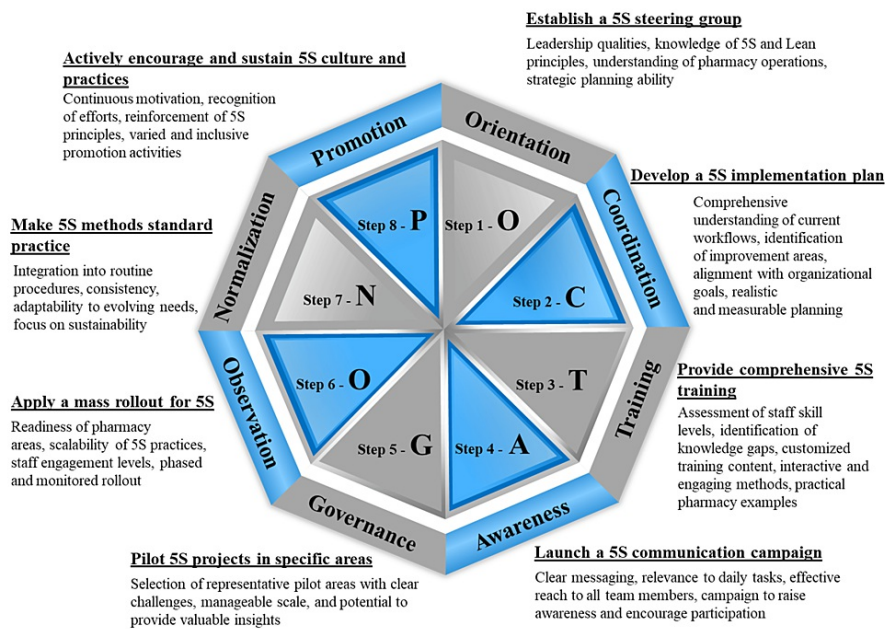 Establish a 5S steering group
Leadership qualities, knowledge of 5S and Lean
principles, understanding of pharmacy operations,
strategic planning ability
Actively encourage and sustain 5S culture and
practices
Continuous motivation, recognition
of efforts, reinforcement of 5S
principles, varied and inclusive
promotion activities
Promotion
Orientation
Develop a 5S implementation plan
Comprehensive
understanding of current
workflows, identification
of improvement areas,
alignment with organizational
goals, realistic
and measurable planning
Coordination
Make 5S methods standard
practice
Integration into routine
procedures, consistency,
adaptability to evolving needs,
focus on sustainability
Normalization
Step 8 - P
Step 1 - O
Step 7 - N
Step 2 - C
Step 6 - O
Step 3 - T
Step 5 - G
Step 4 - A
Provide comprehensive 5S
training
Assessment of staff skill
levels, identification of
knowledge gaps, customized
training content, interactive and
engaging methods, practical
pharmacy examples
Training
Apply a mass rollout for 5S
Readiness of pharmacy
areas, scalability of 5S practices,
staff engagement levels, phased
and monitored rollout
Observation
Governance
Awareness
Pilot 5S projects in specific areas
Selection of representative pilot areas with clear
challenges, manageable scale, and potential to
provide valuable insights
Launch a 5S communication campaign
Clear messaging, relevance to daily tasks, effective
reach to all team members, campaign to raise
awareness and encourage participation